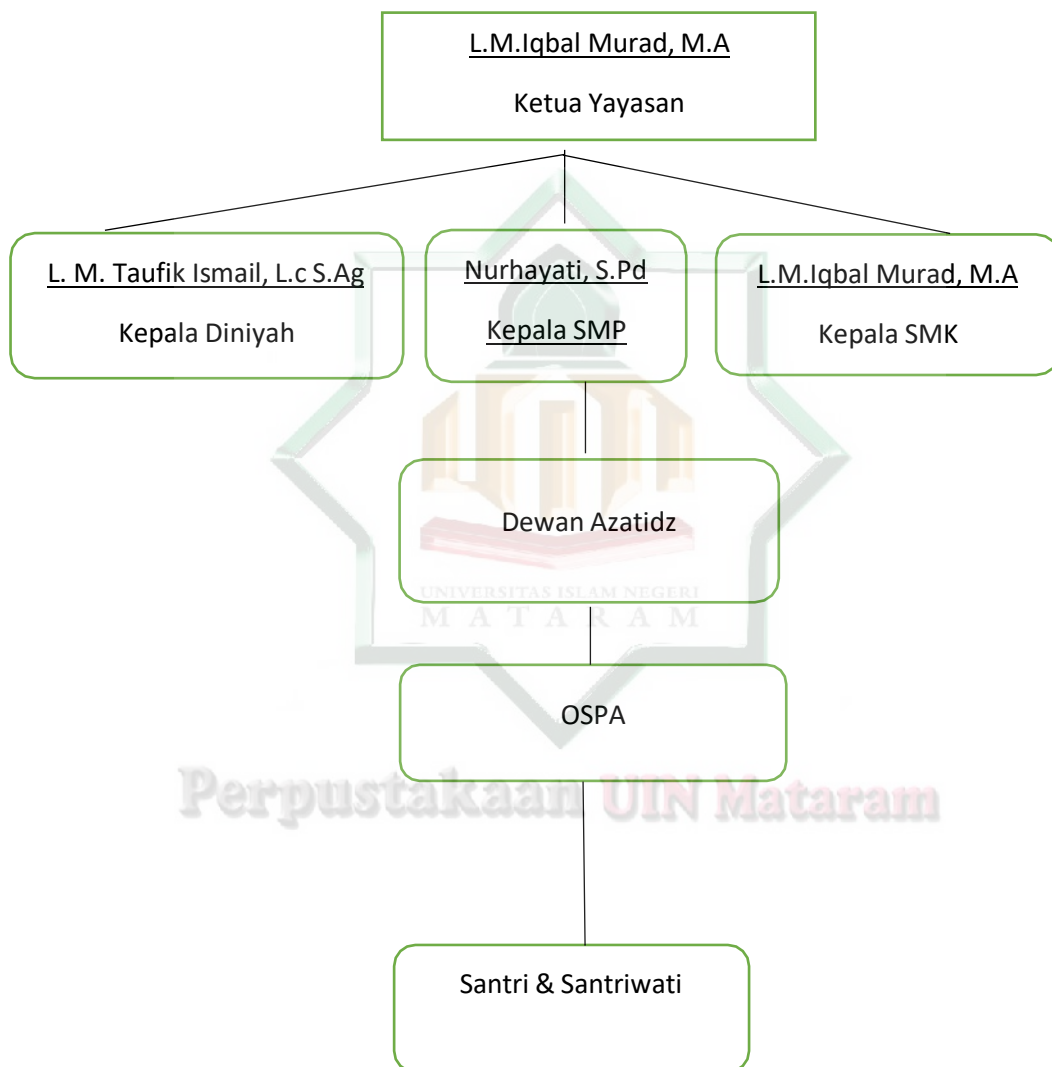 L.M.Iqbal Murad, M.A
Ketua Yayasan
L. M. Taufik Ismail, L.c S.Ag
Kepala Diniyah
Nurhayati, S.Pd
Kepala SMP
L.M.Iqbal Murad, M.A
Kepala SMK
Dewan Azatidz
UNIVERSITAS ISLAM NEGERI
MATARAM
OSPA
Perpustakaan UIN Mataram
Santri & Santriwati